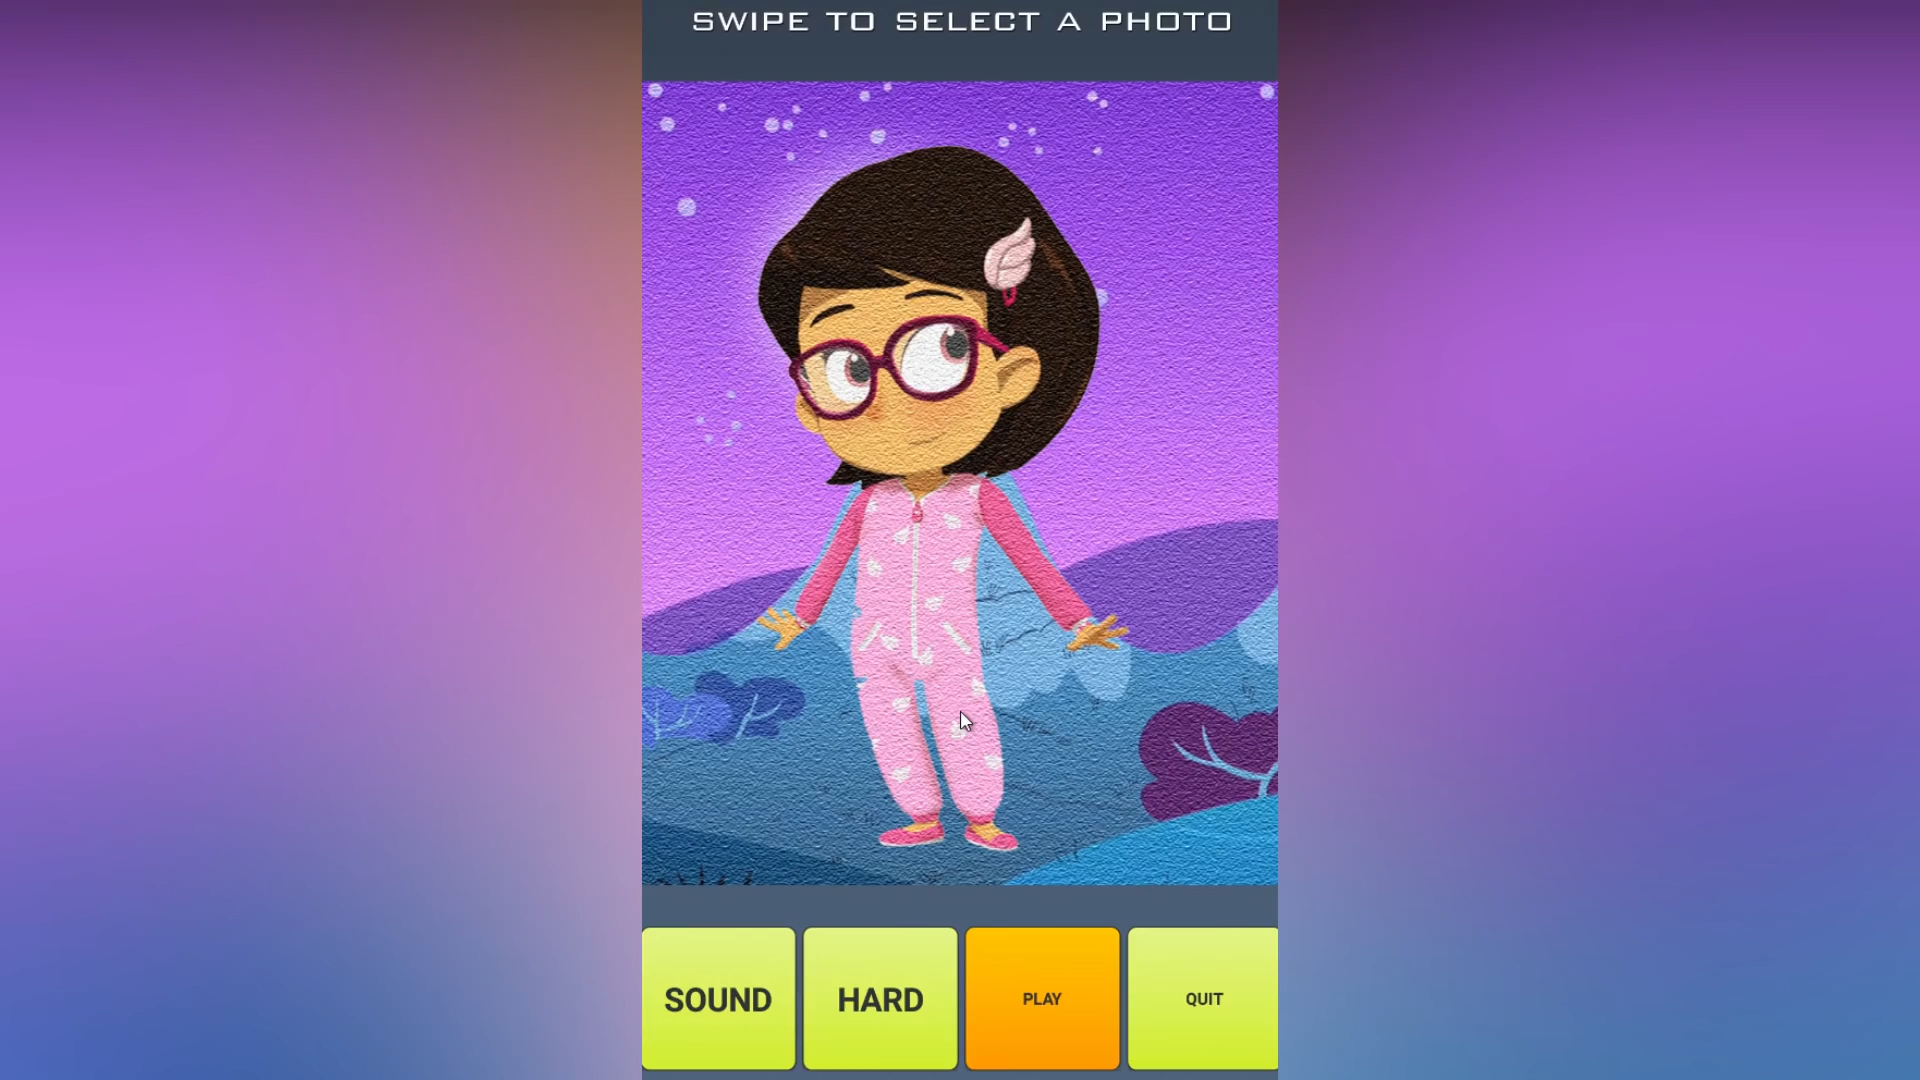 SWIPE TO SELECT A PHOTO
SOUND
HARD
PLAY
QUIT